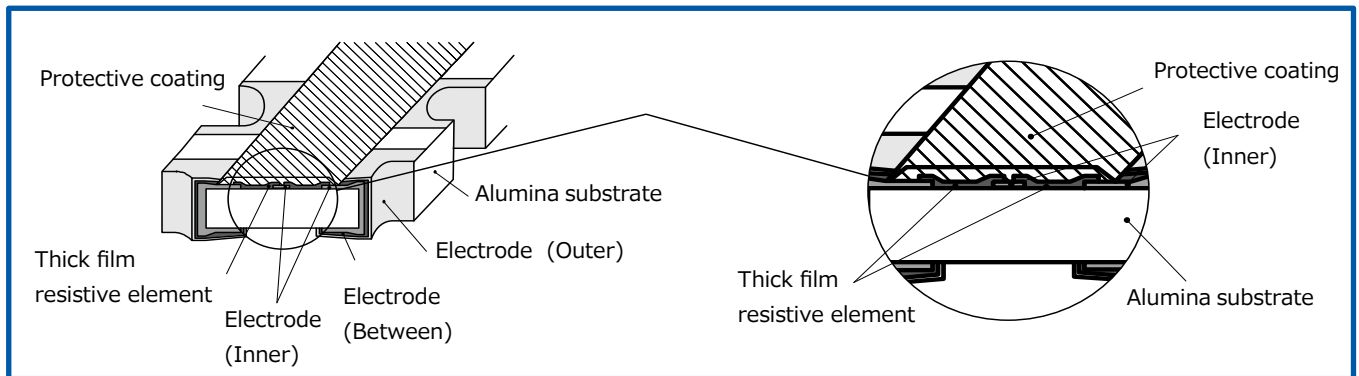 Protective coating
Alumina substrate
Electrode (Outer)
Thick film
resistive element
Electrode
(Inner)
Electrode
(Between)
Protective coating
Electrode
(Inner)
Thick film
resistive element
Alumina substrate